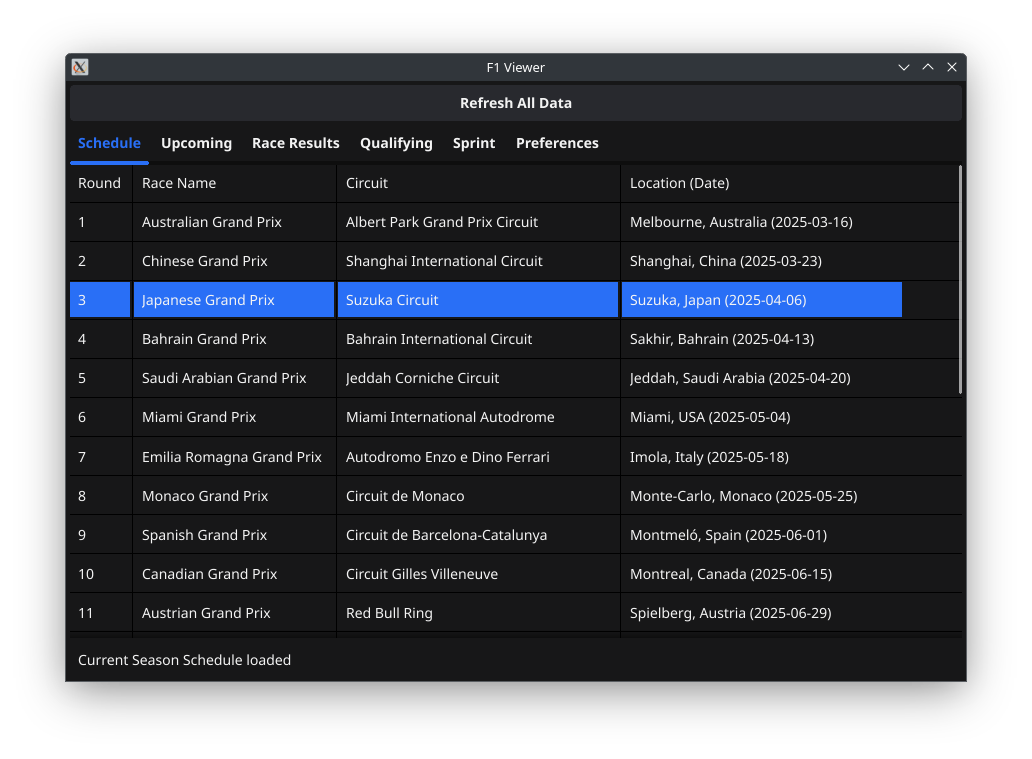 F1 Viewer
Refresh All Data
Schedule Upcoming Race Results Qualifying Sprint Preferences
Round Race Name Circuit Location (Date)
1 Australian Grand Prix Albert Park Grand Prix Circuit Melbourne, Australia (2025-03-16)
2 Chinese Grand Prix Shanghai International Circuit Shanghai, China (2025-03-23)
3 Japanese Grand Prix Suzuka Circuit Suzuka, Japan (2025-04-06)
4 Bahrain Grand Prix Bahrain International Circuit Sakhir, Bahrain (2025-04-13)
5 Saudi Arabian Grand Prix Jeddah Corniche Circuit Jeddah, Saudi Arabia (2025-04-20)
6 Miami Grand Prix Miami International Autodrome Miami, USA (2025-05-04)
7 Emilia Romagna Grand Prix Autodromo Enzo e Dino Ferrari Imola, Italy (2025-05-18)
8 Monaco Grand Prix Circuit de Monaco Monte-Carlo, Monaco (2025-05-25)
9 Spanish Grand Prix Circuit de Barcelona-Catalunya Montmeló, Spain (2025-06-01)
10 Canadian Grand Prix Circuit Gilles Villeneuve Montreal, Canada (2025-06-15)
11 Austrian Grand Prix Red Bull Ring Spielberg, Austria (2025-06-29)
Current Season Schedule loaded